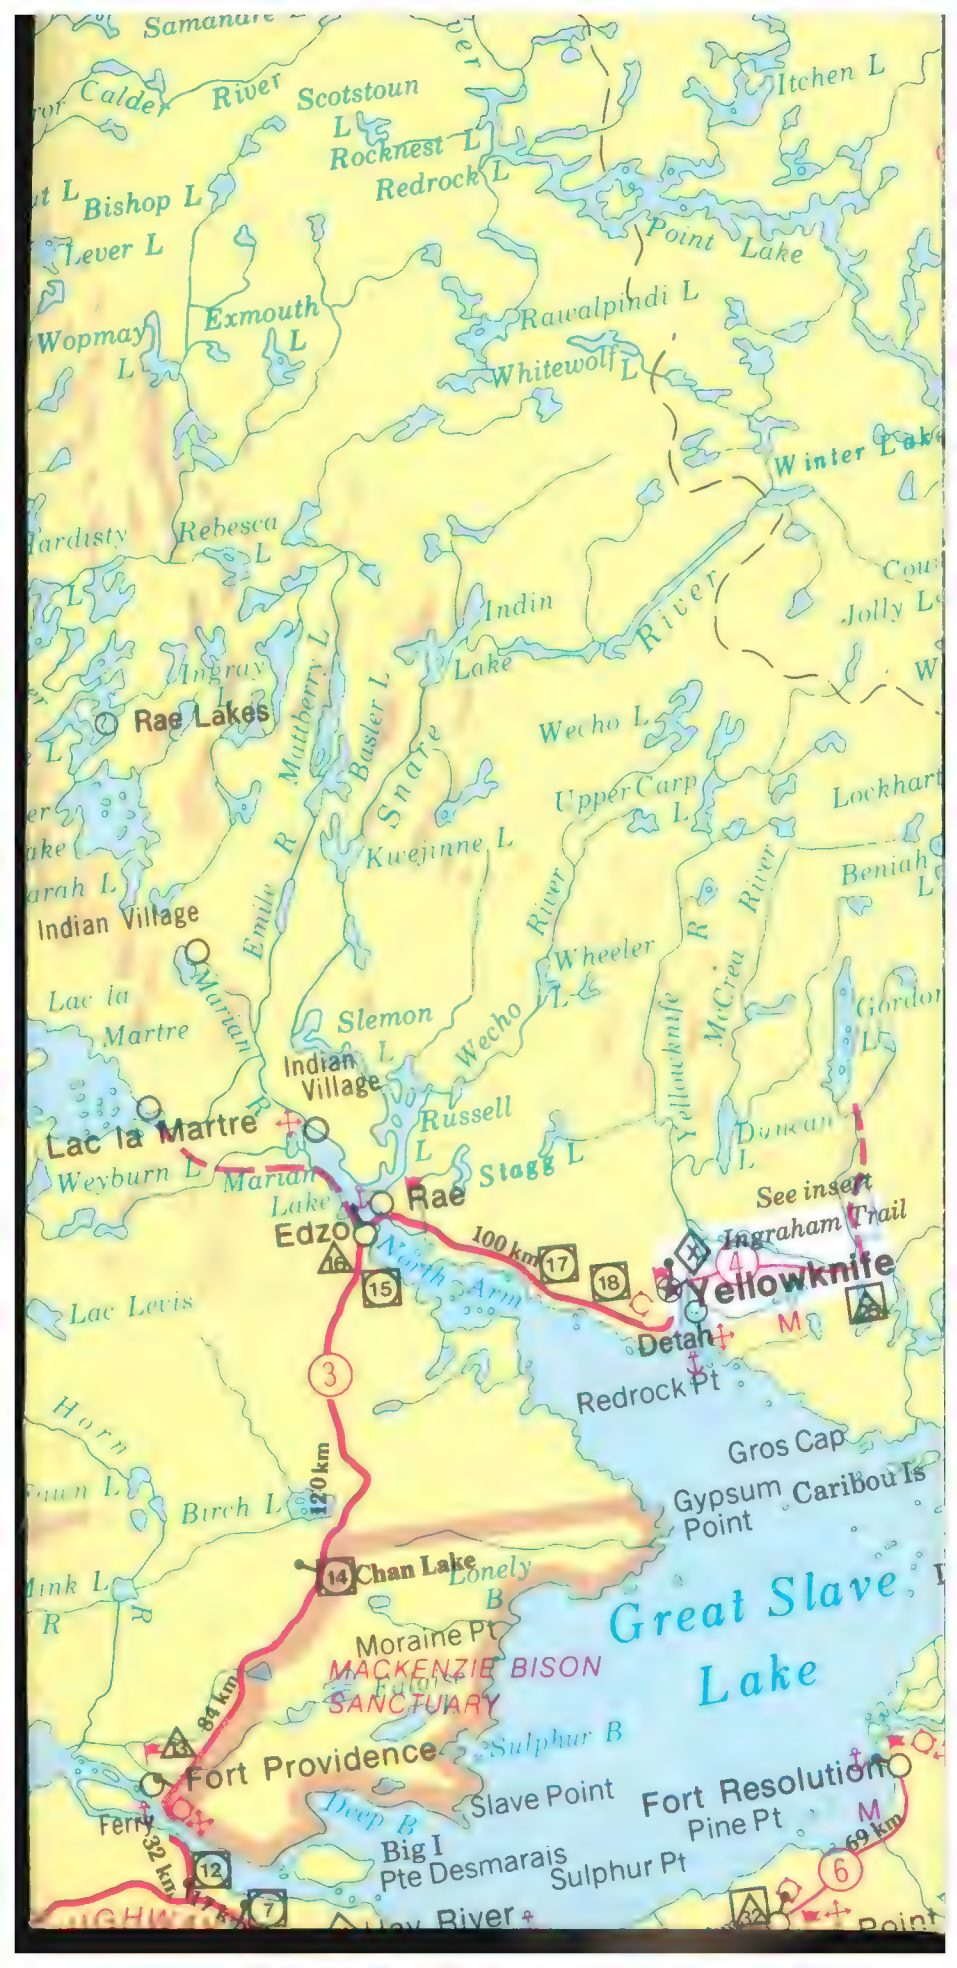 Samandre L
Calder River
Scotstoun
L
Itchen L
Rocknest L
Redrock L
Bishop L
Lever L
Point Lake
Exmouth
L
Rawalpindi L
Wopmay
L
Whitewolf L
Winter Lake
Rebesca
L
L
Indin
Lake
River
Jolly L
Ingray
L
Mattberry L
Basler L
Rae Lakes
Snare
Wecho L
Upper Carp
L
Lockhart
Kwejinne L
Beniah
L
Emile R
River
R
McCrea River
Indian Village
Wheeler
L
Lac la
Martre
Marian R
Slemon
L
Wecho
Yellowknife
Gordon
L
Indian
Village
Russell
L
Duncan
L
Lac la Martre
Weyburn L
Marian
Lake
Stagg L
Rae
See insert
Ingraham Trail
Edzo
16
15
North Arm
100 km
17
18
4
Yellowknife
Detah
M
Lac Levis
3
Redrock Pt
Horn
Gros Cap
120 km
Gypsum
Point
Caribou Is
Fawn L
Birch L
14
Chan Lake
Mink L
R
R
Lonely
B
Great Slave
Lake
Moraine Pt
MACKENZIE BISON
SANCTUARY
84 km
Sulphur B
Fort Providence
Slave Point
Fort Resolution
Deep B
Pine Pt
M
69 km
Ferry
32 km
12
Big I
Pte Desmarais
Sulphur Pt
6
7
Hay River
32
Point